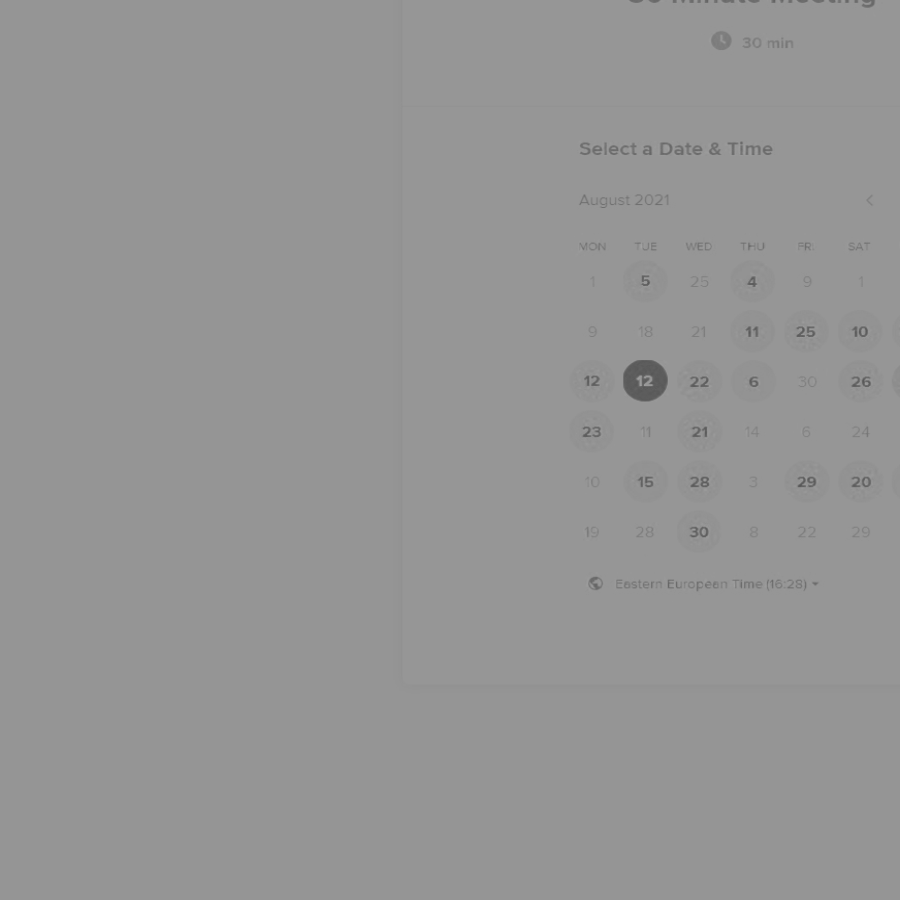 30 min
Select a Date & Time
August 2021
MON TUE WED THU FRI SAT
1 5 25 4 9 1
9 18 21 11 25 10
12 12 22 6 30 26
23 11 21 14 6 24
10 15 28 3 29 20
19 28 30 8 22 29
Eastern European Time (16:28)